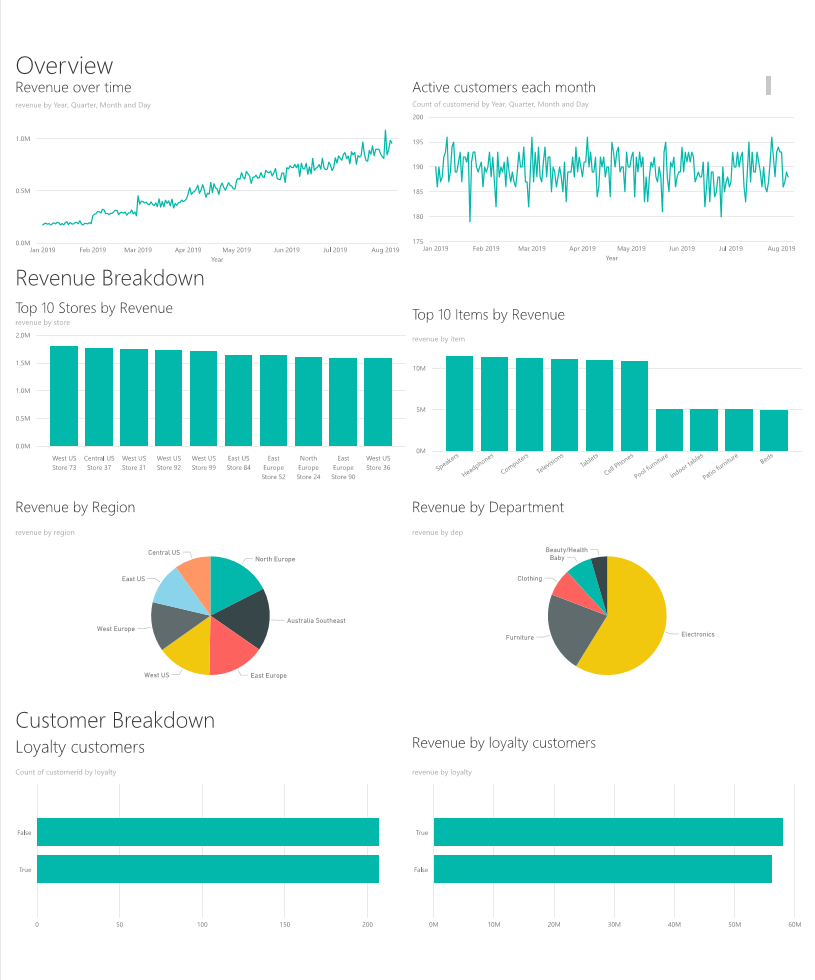 Overview
Revenue over time
revenue by Year, Quarter, Month and Day
1.0M
0.5M
0.0M
Jan 2019 Feb 2019 Mar 2019 Apr 2019 May 2019 Jun 2019 Jul 2019 Aug 2019
Year
Active customers each month
Count of customerid by Year, Quarter, Month and Day
200
195
190
185
180
175
Jan 2019 Feb 2019 Mar 2019 Apr 2019 May 2019 Jun 2019 Jul 2019 Aug 2019
Year
Revenue Breakdown
Top 10 Stores by Revenue
revenue by store
2.0M
1.5M
1.0M
0.5M
0.0M
West US Store 73
Central US Store 37
West US Store 31
West US Store 92
West US Store 99
East US Store 84
East Europe Store 52
North Europe Store 24
East Europe Store 90
West US Store 36
Top 10 Items by Revenue
revenue by item
10M
5M
0M
Speakers
Headphones
Computers
Televisions
Tablets
Cell Phones
Pool furniture
Indoor tables
Patio furniture
Beds
Revenue by Region
revenue by region
Central US
North Europe
East US
West Europe
Australia Southeast
West US
East Europe
Revenue by Department
revenue by dep
Beauty/Health
Baby
Clothing
Furniture
Electronics
Customer Breakdown
Loyalty customers
Count of customerid by loyalty
False
True
0 50 100 150 200
Revenue by loyalty customers
revenue by loyalty
True
False
0M 10M 20M 30M 40M 50M 60M